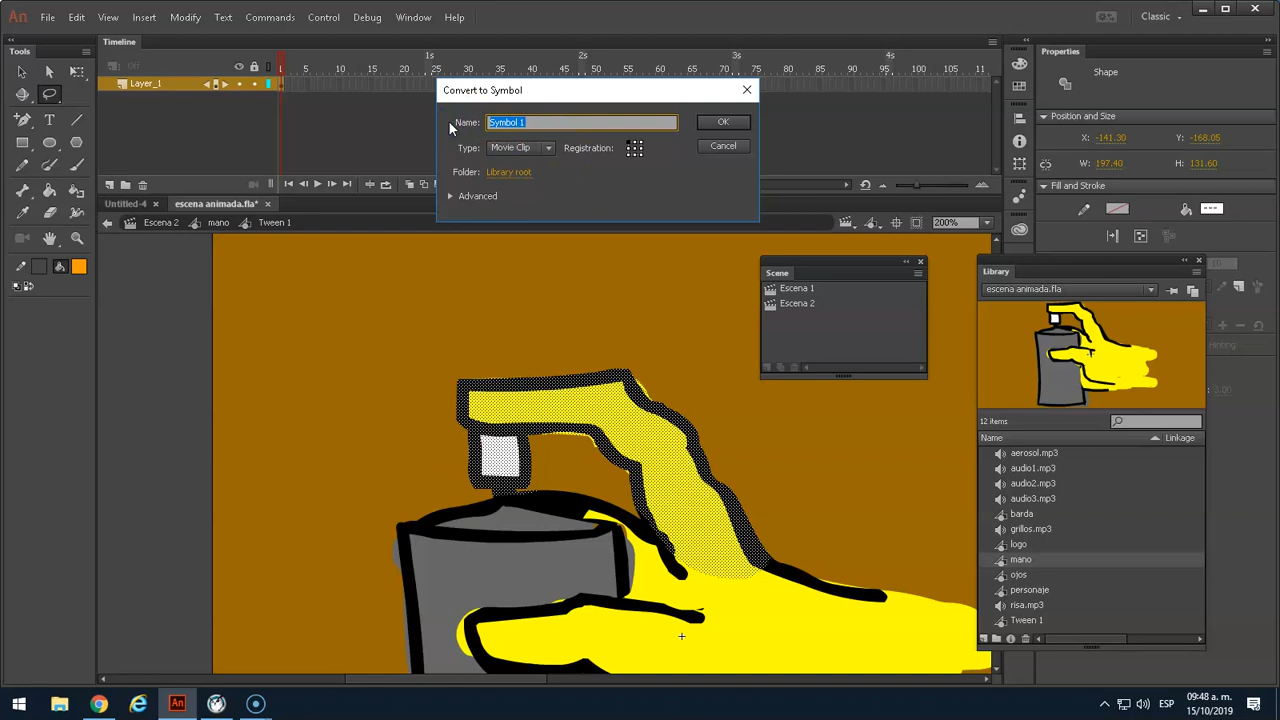 An File Edit View Insert Modify Text Commands Control Debug Window Help Classic
Tools Timeline Properties
1s 2s 3s 4s
1 5 10 15 20 25 30 35 40 45 50 55 60 65 70 75 80 85 90 95
Layer_1
Shape
Convert to Symbol
Name: Symbol 1 OK
Type: Movie Clip Registration: Cancel
Folder: Library root
Advanced
Position and Size
X: -141.30 Y: -168.05
W: 197.40 H: 131.60
Fill and Stroke
Untitled-4 escena animada.fla*
Escena 2 mano Tween 1 200%
Scene
Escena 1
Escena 2
Library
escena animada.fla
12 items
Name Linkage
aerosol.mp3
audio1.mp3
audio2.mp3
audio3.mp3
barda
grillos.mp3
logo
mano
ojos
personaje
risa.mp3
Tween 1
An ESP 09:48 a. m.
15/10/2019